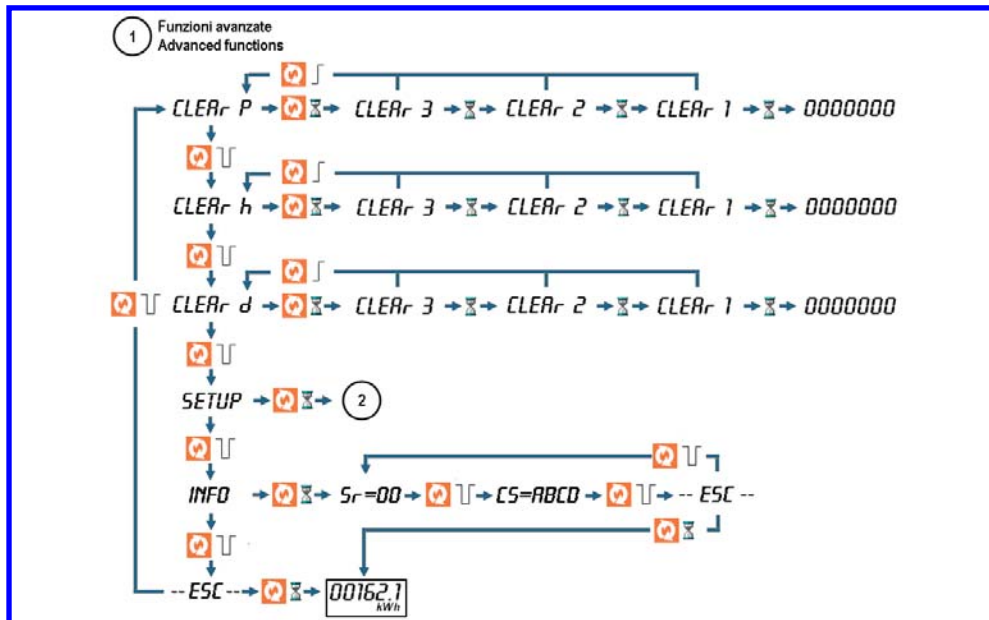 1 Funzioni avanzate
Advanced functions
CLEAr P CLEAr 3 CLEAr 2 CLEAr 1 0000000
CLEAr h CLEAr 3 CLEAr 2 CLEAr 1 0000000
CLEAr d CLEAr 3 CLEAr 2 CLEAr 1 0000000
SETUP 2
INFO Sr=00 CS=ABCD -- ESC --
-- ESC -- 00162.1
kWh